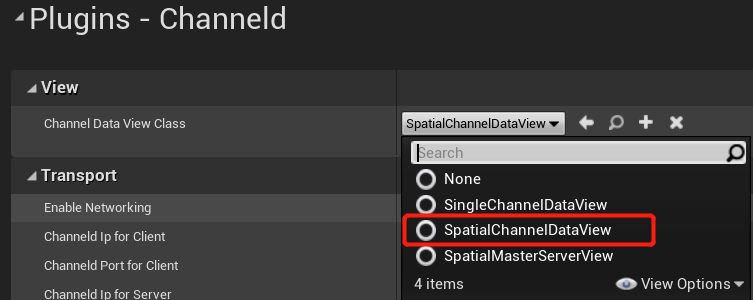 Plugins - Channeld
View
Channel Data View Class
SpatialChannelDataView
Search
None
SingleChannelDataView
SpatialChannelDataView
SpatialMasterServerView
4 items
View Options
Transport
Enable Networking
Channeld Ip for Client
Channeld Port for Client
Channeld Ip for Server